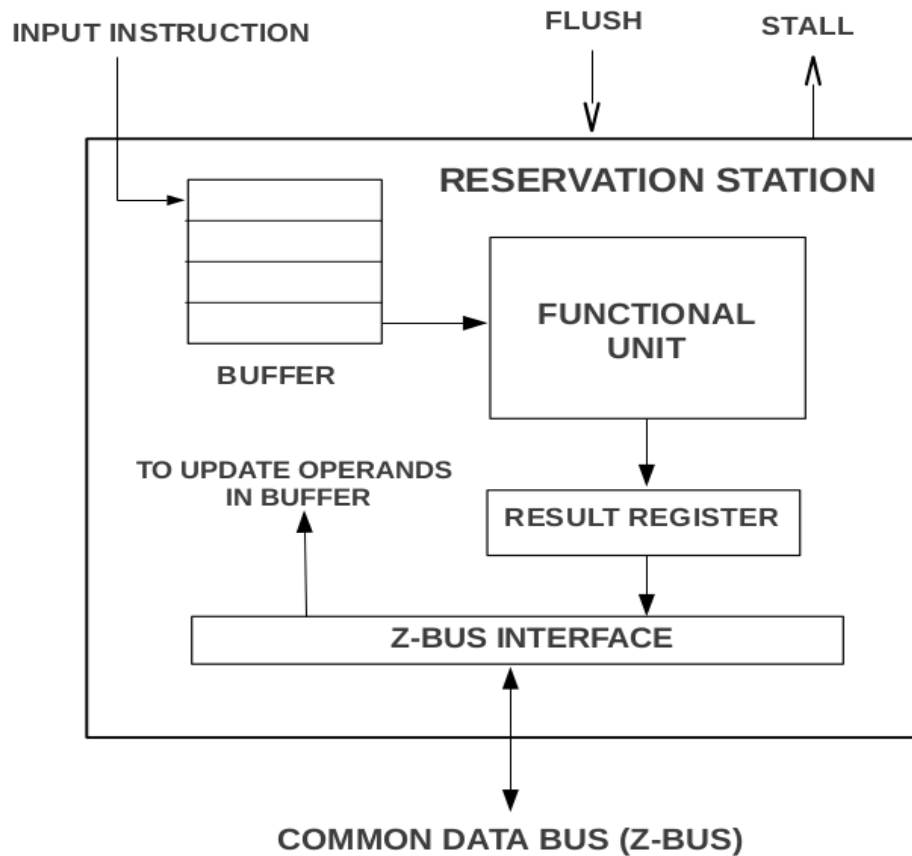 INPUT INSTRUCTION
FLUSH
STALL
RESERVATION STATION
FUNCTIONAL
UNIT
BUFFER
TO UPDATE OPERANDS
IN BUFFER
RESULT REGISTER
Z-BUS INTERFACE
COMMON DATA BUS (Z-BUS)